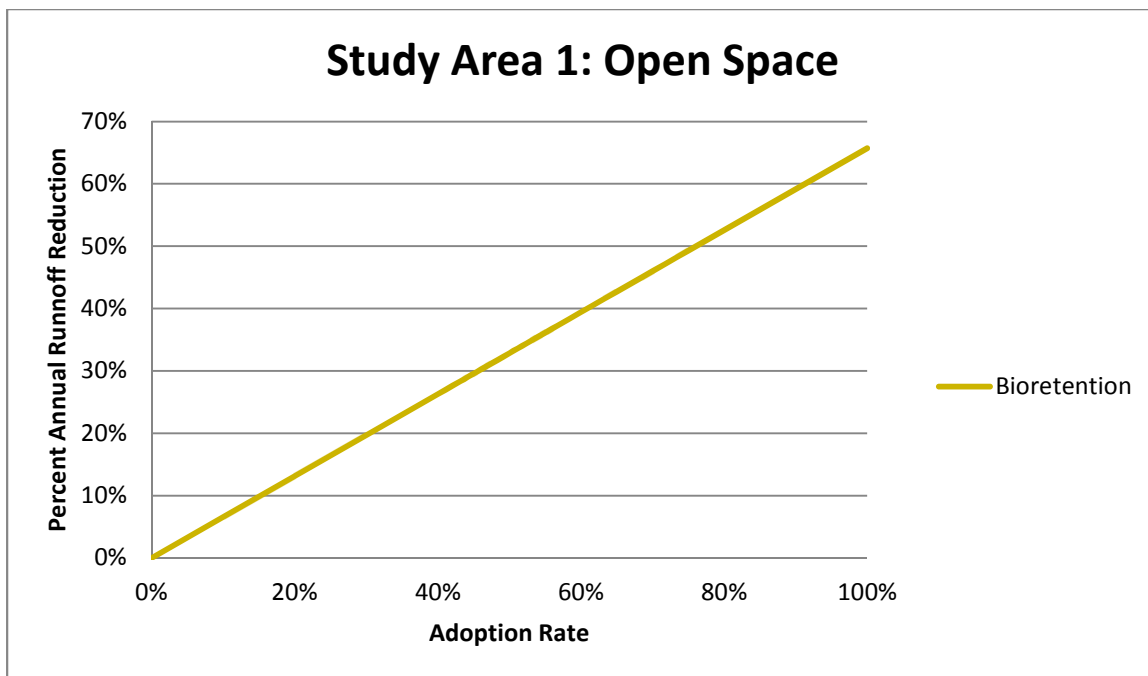 Study Area 1: Open Space
Percent Annual Runnoff Reduction
70%
60%
50%
40%
30%
20%
10%
0%
0% 20% 40% 60% 80% 100%
Adoption Rate
Bioretention